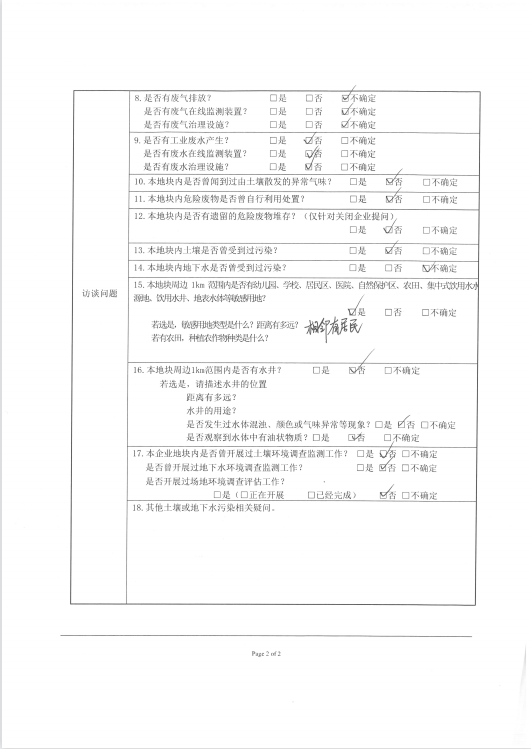 访谈问题
8.是否有废气排放? □是 □否 ☑不确定
是否有废气在线监测装置? □是 □否 ☑不确定
是否有废气治理设施? □是 □否 ☑不确定
9.是否有工业废水产生? □是 ☑否 □不确定
是否有废水在线监测装置? □是 ☑否 □不确定
是否有废水治理设施? □是 ☑否 □不确定
10.本地块内是否曾闻到过由土壤散发的异常气味? □是 ☑否 □不确定
11.本地块内危险废物是否曾自行利用处置? □是 ☑否 □不确定
12.本地块内是否有遗留的危险废物堆存?(仅针对关闭企业提问)
□是 ☑否 □不确定
13.本地块内土壤是否曾受到过污染? □是 ☑否 □不确定
14.本地块内地下水是否曾受到过污染? □是 □否 ☑不确定
15.本地块周边 1km 范围内是否有幼儿园、学校、居民区、医院、自然保护区、农田、集中式饮用水水
源地、饮用水井、地表水体等敏感用地?
☑是 □否 □不确定
若选是,敏感用地类型是什么?距离有多远? 相邻有居民
若有农田,种植农作物种类是什么?
16.本地块周边1km范围内是否有水井? □是 ☑否 □不确定
若选是,请描述水井的位置
距离有多远?
水井的用途?
是否发生过水体混浊、颜色或气味异常等现象?□是 ☑否 □不确定
是否观察到水体中有油状物质?□是 ☑否 □不确定
17.本企业地块内是否曾开展过土壤环境调查监测工作? □是 ☑否 □不确定
是否曾开展过地下水环境调查监测工作? □是 ☑否 □不确定
是否开展过场地环境调查评估工作?
□是(□正在开展 □已经完成) ☑否 □不确定
18.其他土壤或地下水污染相关疑问。
Page 2 of 2